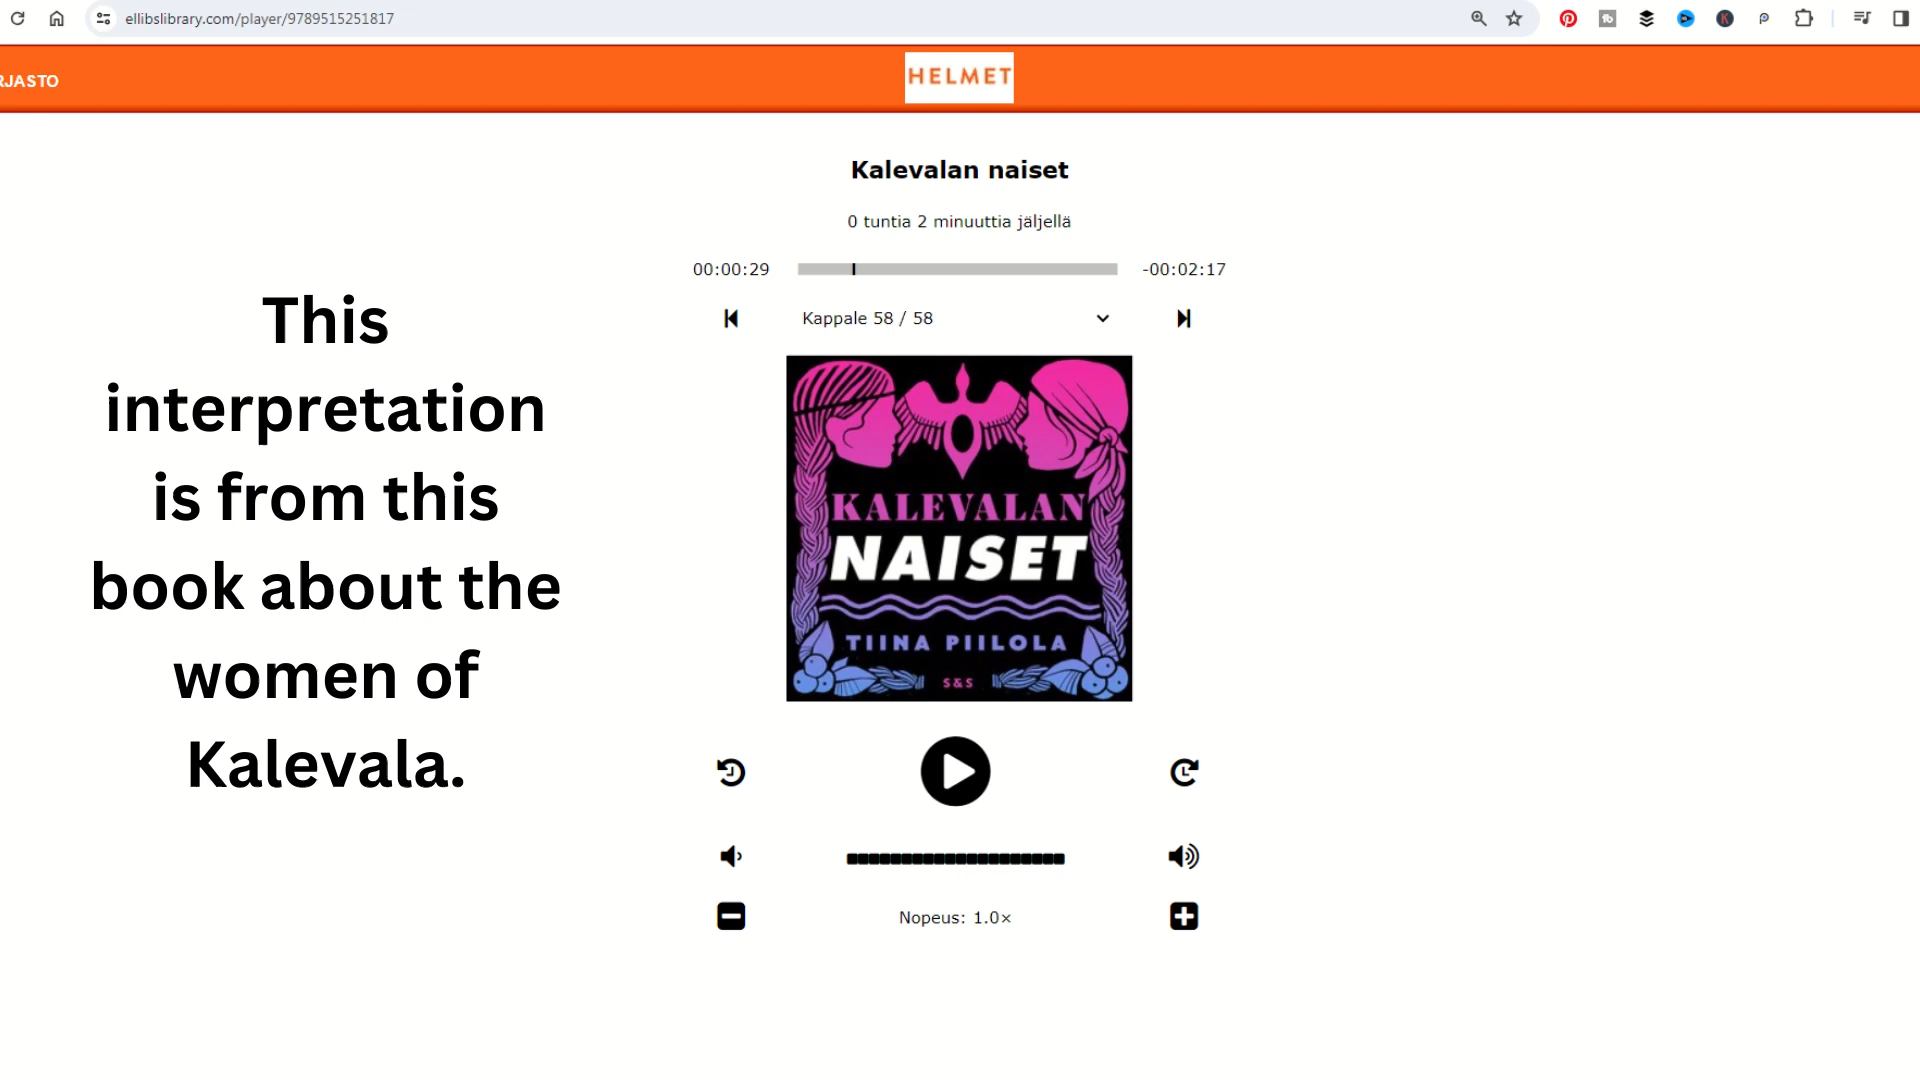 ellibslibrary.com/player/9789515251817
RJASTO
HELMET
Kalevalan naiset
0 tuntia 2 minuuttia jäljellä
00:00:29
-00:02:17
Kappale 58 / 58
This
interpretation
is from this
book about the
women of
Kalevala.
KALEVALAN
NAISET
TIINA PIILOLA
S&S
Nopeus: 1.0×